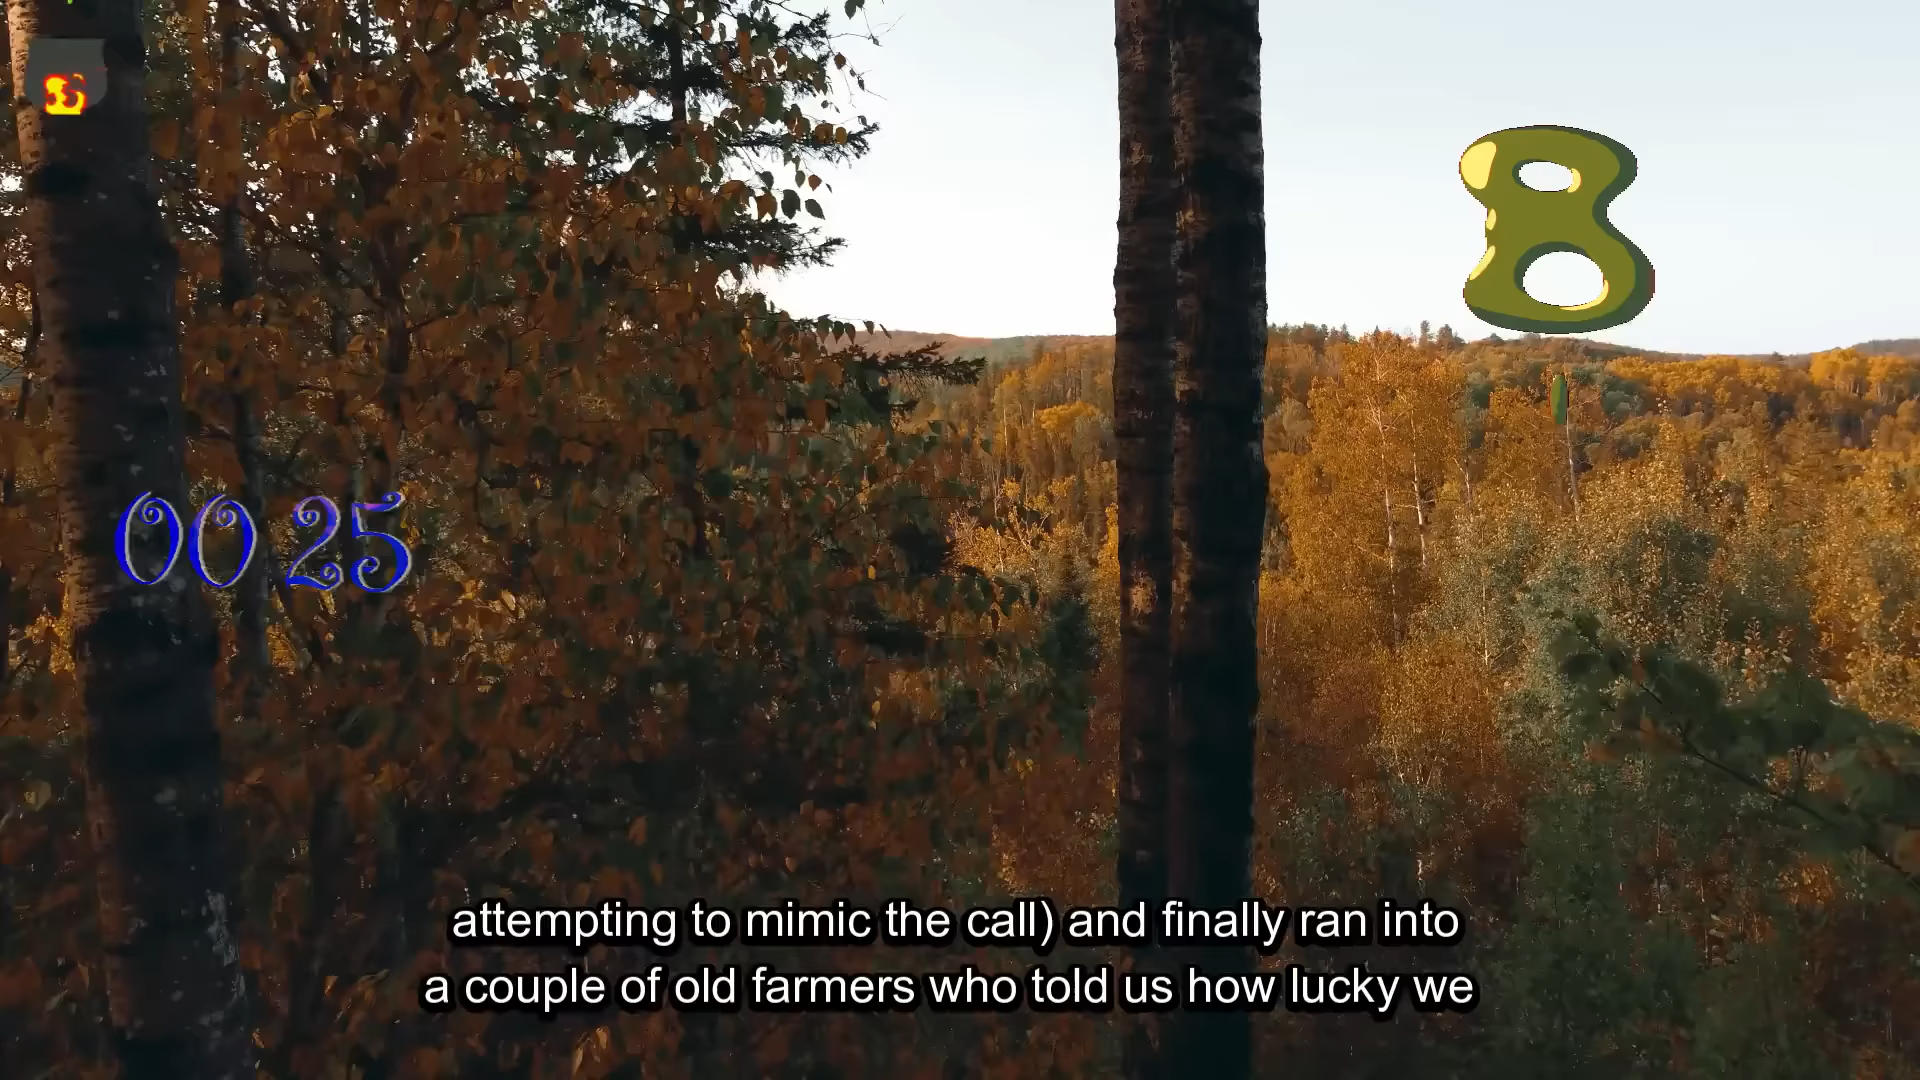 8
00 25
attempting to mimic the call) and finally ran into
a couple of old farmers who told us how lucky we